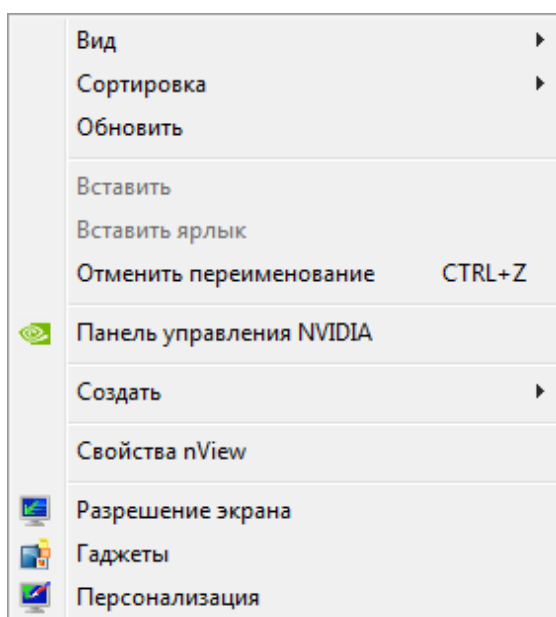 Вид
Сортировка
Обновить
Вставить
Вставить ярлык
Отменить переименование CTRL+Z
Панель управления NVIDIA
Создать
Свойства nView
Разрешение экрана
Гаджеты
Персонализация